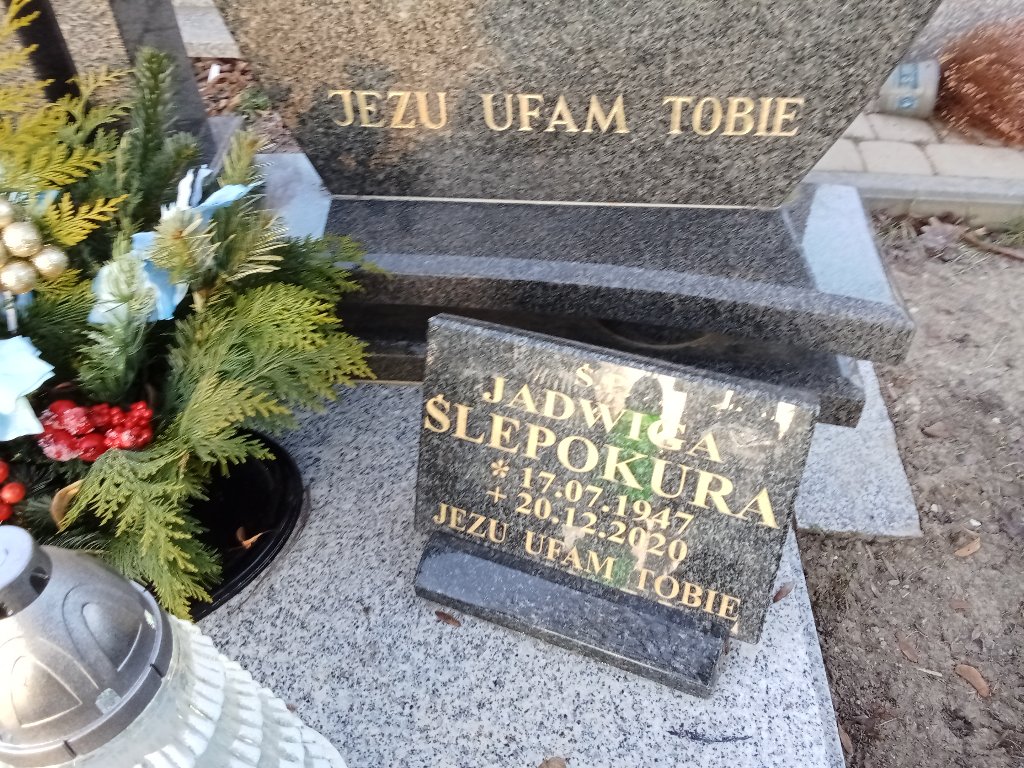 JEZU UFAM TOBIE
JADWIGA
ŚLEPOKURA
* 17.07.1947
+ 20.12.2020
JEZU UFAM TOBIE